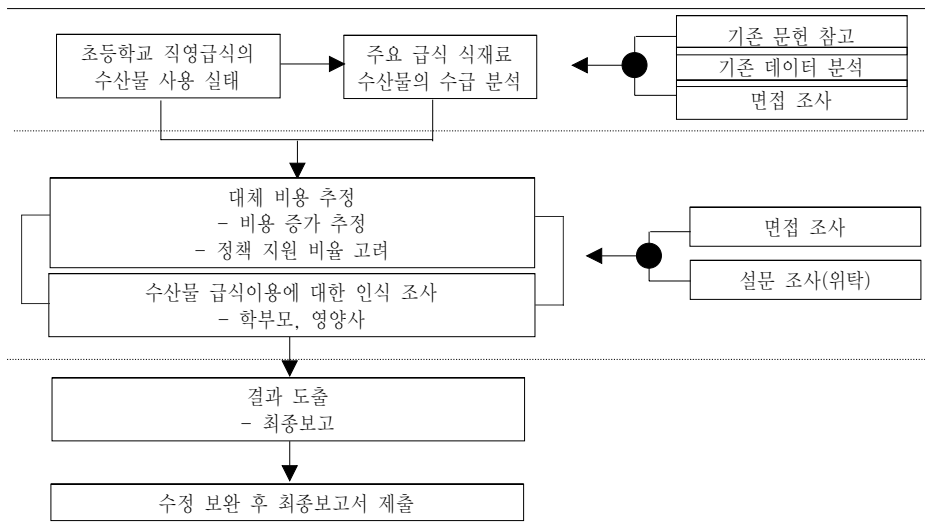 초등학교 직영급식의
수산물 사용 실태
주요 급식 식재료
수산물의 수급 분석
기존 문헌 참고
기존 데이터 분석
면접 조사
대체 비용 추정
- 비용 증가 추정
- 정책 지원 비율 고려
수산물 급식이용에 대한 인식 조사
- 학부모, 영양사
면접 조사
설문 조사(위탁)
결과 도출
- 최종보고
수정 보완 후 최종보고서 제출